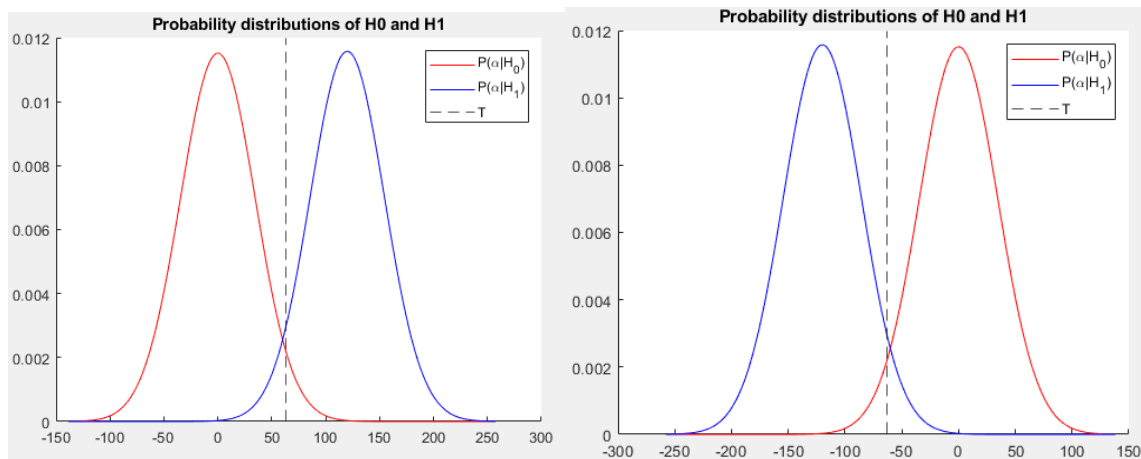 Probability distributions of H0 and H1
0.012
0.01
0.008
0.006
0.004
0.002
0
-150 -100 -50 0 50 100 150 200 250 300
P(α|H₀)
P(α|H₁)
T
Probability distributions of H0 and H1
0.012
0.01
0.008
0.006
0.004
0.002
0
-300 -250 -200 -150 -100 -50 0 50 100 150
P(α|H₀)
P(α|H₁)
T